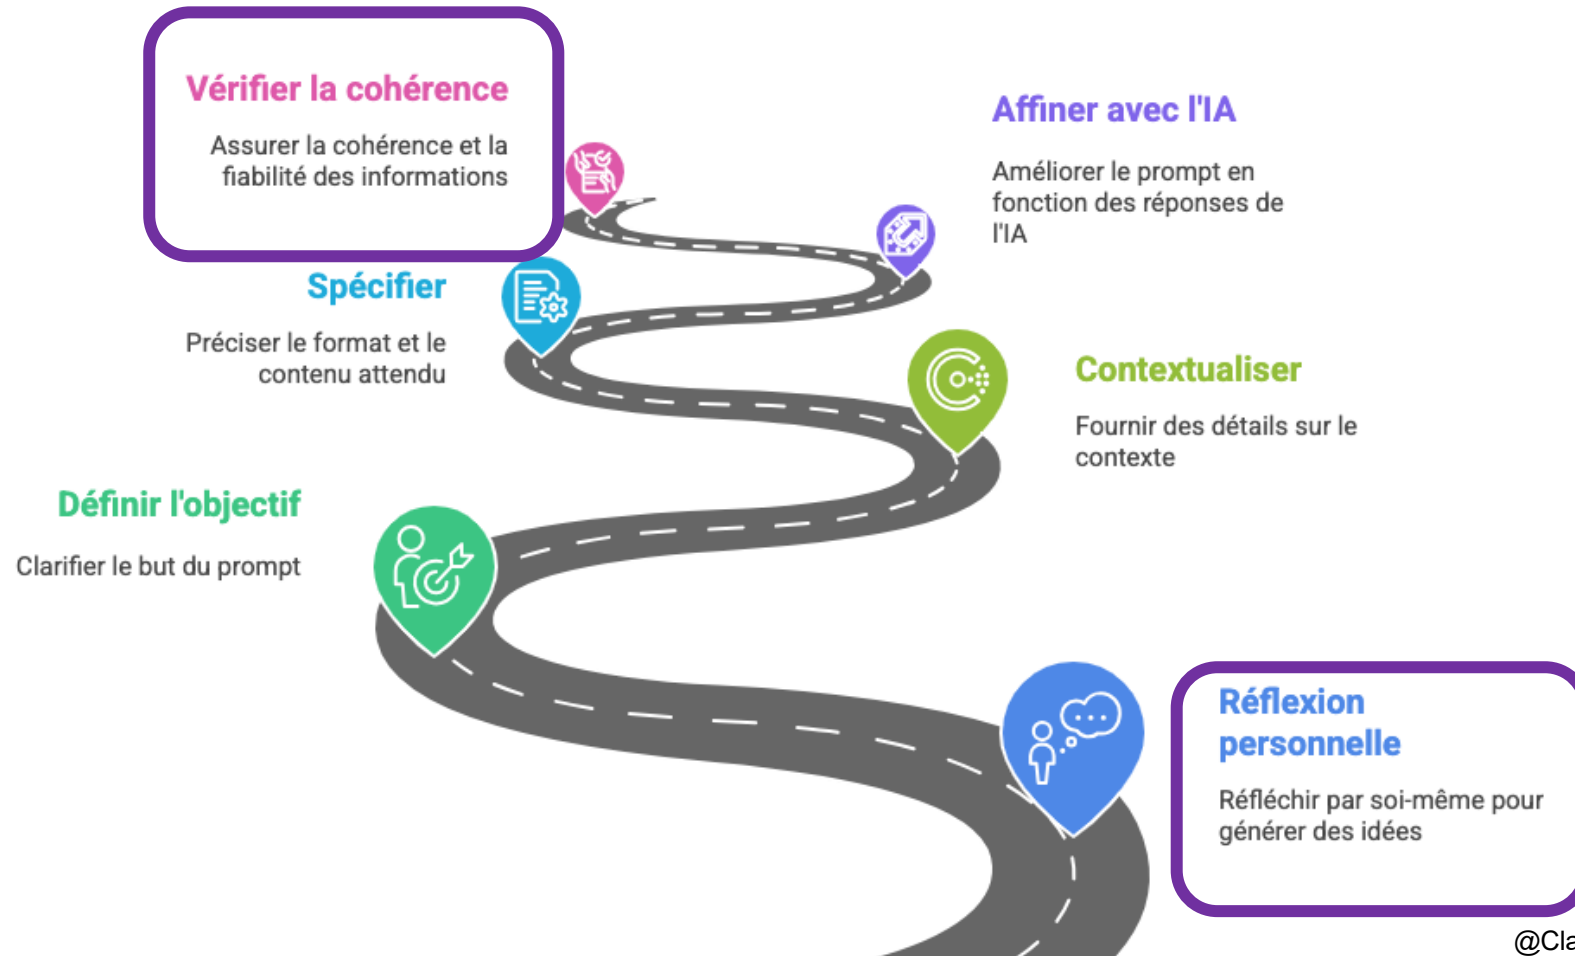 Vérifier la cohérence
Assurer la cohérence et la
fiabilité des informations
Affiner avec l'IA
Améliorer le prompt en
fonction des réponses de
l'IA
Spécifier
Préciser le format et le
contenu attendu
Contextualiser
Fournir des détails sur le
contexte
Définir l'objectif
Clarifier le but du prompt
Réflexion
personnelle
Réfléchir par soi-même pour
générer des idées
@Cla